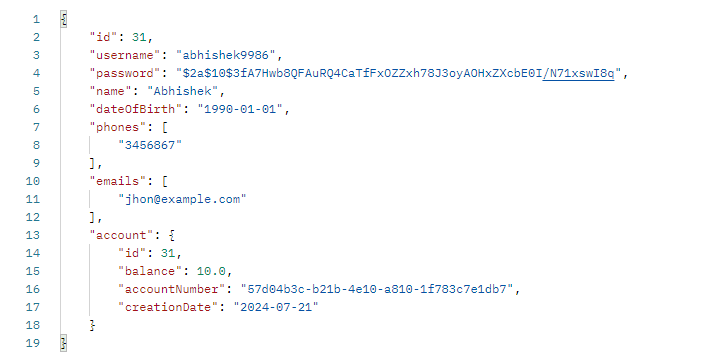 1 {
2 "id": 31,
3 "username": "abhishek9986",
4 "password": "$2a$10$3fA7Hwb8QFAuRQ4CaTfFxOZZxh78J3oyAOHxZXcbE0I/N71xswI8q",
5 "name": "Abhishek",
6 "dateOfBirth": "1990-01-01",
7 "phones": [
8 "3456867"
9 ],
10 "emails": [
11 "jhon@example.com"
12 ],
13 "account": {
14 "id": 31,
15 "balance": 10.0,
16 "accountNumber": "57d04b3c-b21b-4e10-a810-1f783c7e1db7",
17 "creationDate": "2024-07-21"
18 }
19 }